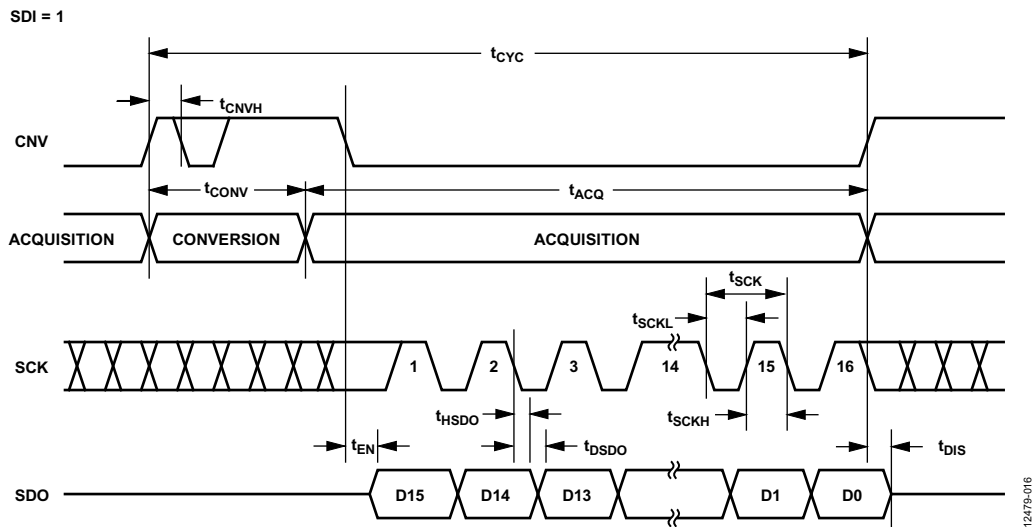 SDI = 1
tCYC
tCNVH
CNV
tCONV
tACQ
ACQUISITION
CONVERSION
ACQUISITION
tSCK
tSCKL
SCK
1
2
3
14
15
16
tHSDO
tSCKH
tEN
tDSDO
tDIS
SDO
D15
D14
D13
D1
D0
12479-016